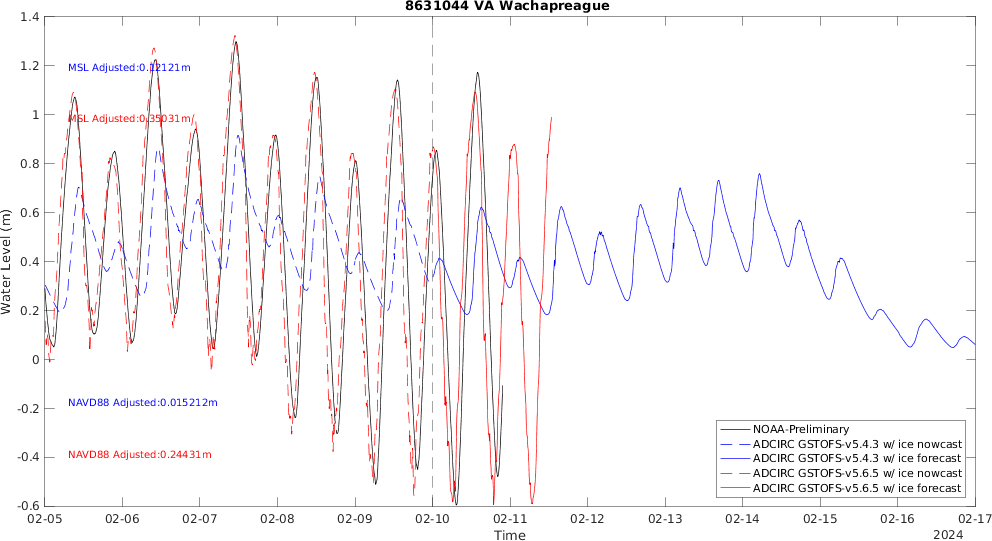 8631044 VA Wachapreague
1.4
1.2
1
0.8
0.6
0.4
0.2
0
-0.2
-0.4
-0.6
Water Level (m)
MSL Adjusted:0.12121m
MSL Adjusted:0.35031m
NAVD88 Adjusted:0.015212m
NAVD88 Adjusted:0.24431m
NOAA-Preliminary
ADCIRC GSTOFS-v5.4.3 w/ ice nowcast
ADCIRC GSTOFS-v5.4.3 w/ ice forecast
ADCIRC GSTOFS-v5.6.5 w/ ice nowcast
ADCIRC GSTOFS-v5.6.5 w/ ice forecast
02-05 02-06 02-07 02-08 02-09 02-10 02-11 02-12 02-13 02-14 02-15 02-16 02-17
Time
2024